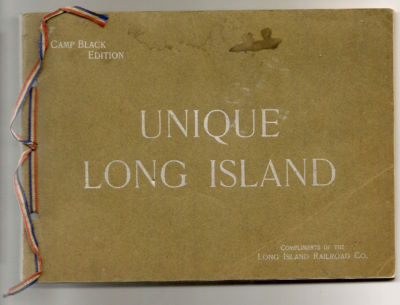 CAMP BLACK
EDITION
UNIQUE
LONG ISLAND
COMPLIMENTS OF THE
LONG ISLAND RAILROAD CO.